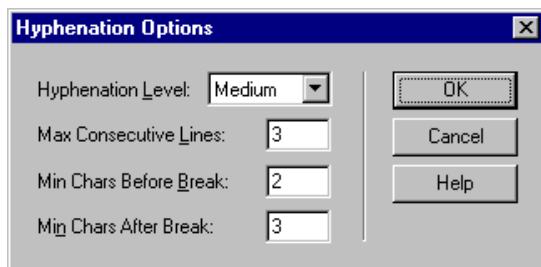 Hyphenation Options
Hyphenation Level: Medium
OK
Max Consecutive Lines: 3
Cancel
Min Chars Before Break: 2
Help
Min Chars After Break: 3